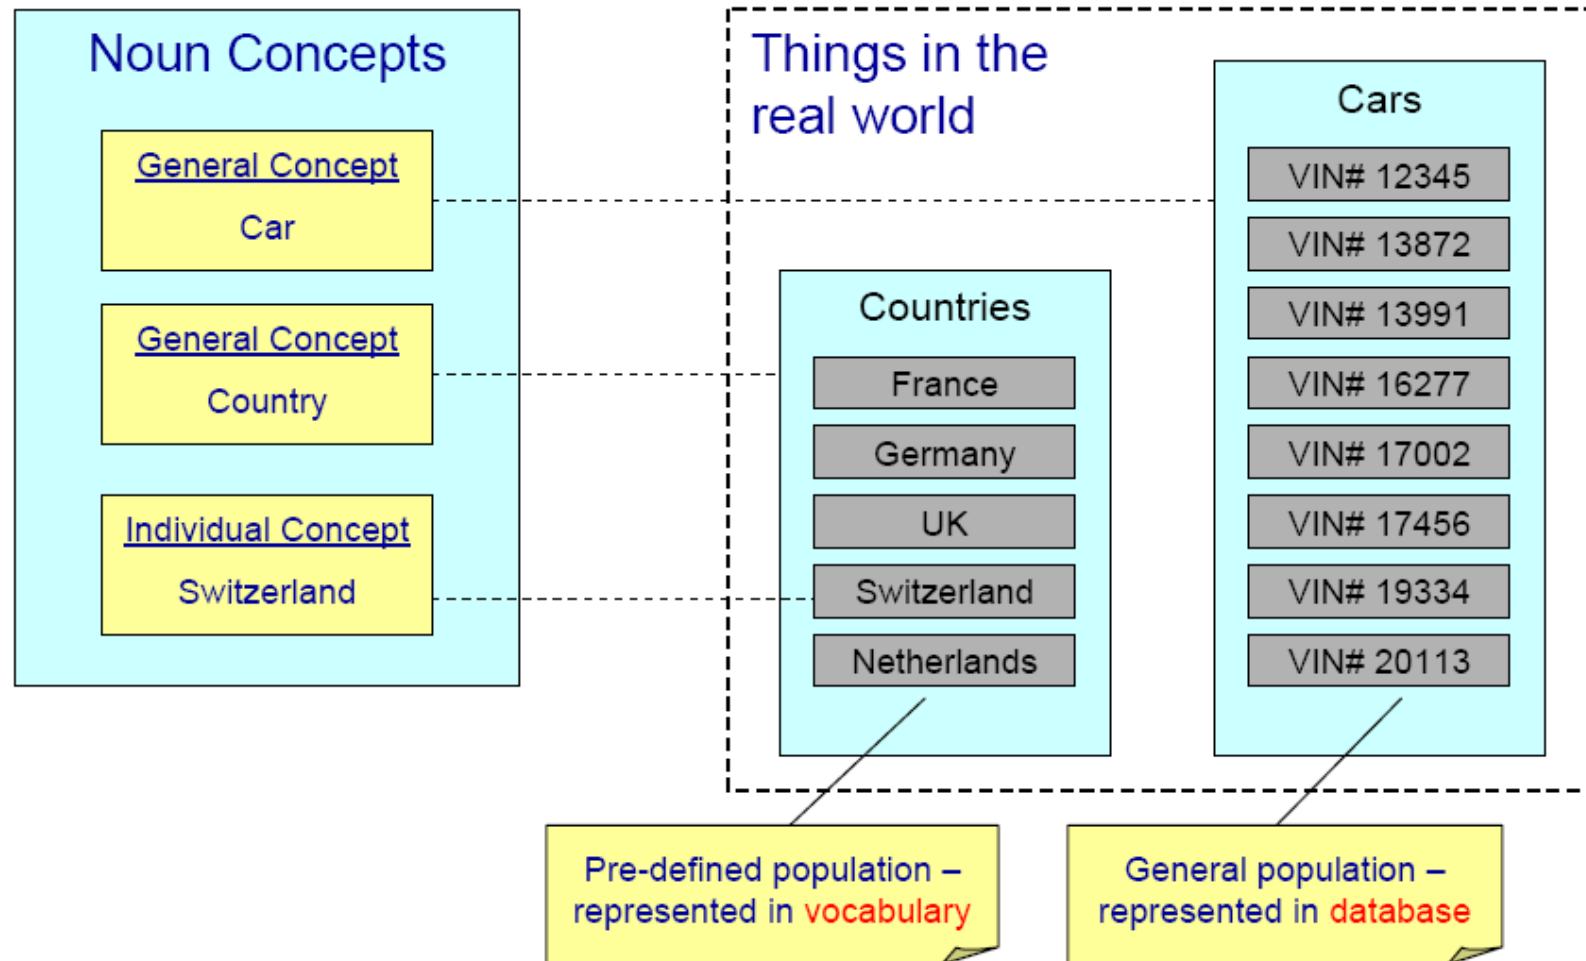 Noun Concepts
General Concept
Car
General Concept
Country
Individual Concept
Switzerland
Things in the
real world
Countries
France
Germany
UK
Switzerland
Netherlands
Cars
VIN# 12345
VIN# 13872
VIN# 13991
VIN# 16277
VIN# 17002
VIN# 17456
VIN# 19334
VIN# 20113
Pre-defined population –
represented in vocabulary
General population –
represented in database